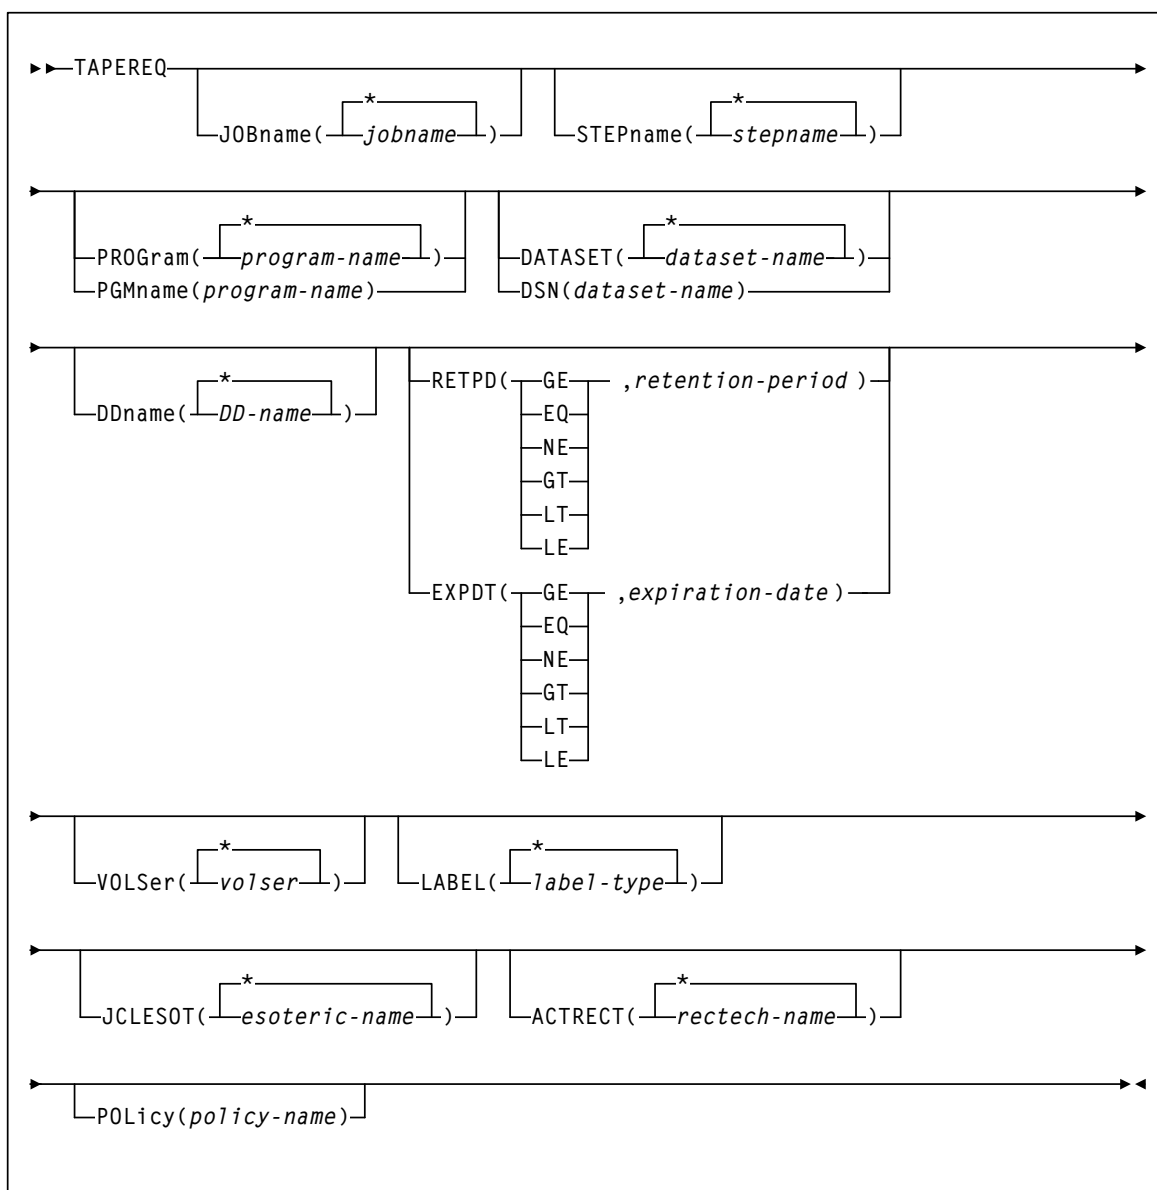 TAPEREQ
* *
JOBname( jobname ) STEPname( stepname )
* *
PROGram( program-name ) DATASET( dataset-name )
PGMname(program-name) DSN(dataset-name)
* RETPD( GE ,retention-period )
DDname( DD-name ) EQ
NE
GT
LT
LE
EXPDT( GE ,expiration-date)
EQ
NE
GT
LT
LE
* *
VOLSer( volser ) LABEL( label-type )
* *
JCLESOT( esoteric-name ) ACTRECT( rectech-name )
POLicy(policy-name)